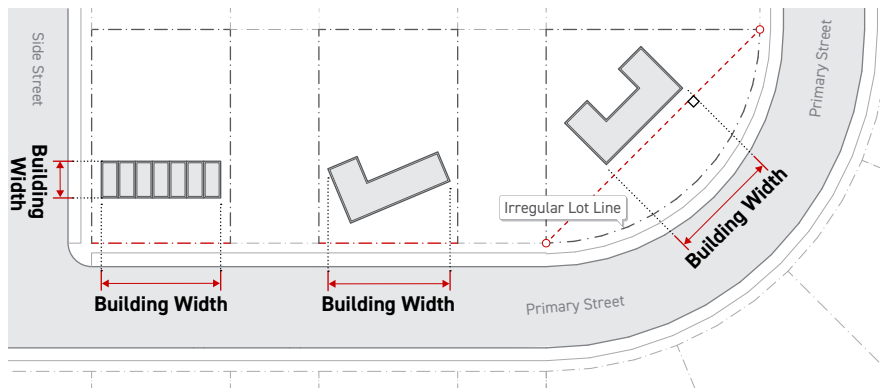 Side Street
Primary Street
Building
Width
Irregular Lot Line
Building Width
Building Width
Building Width
Primary Street